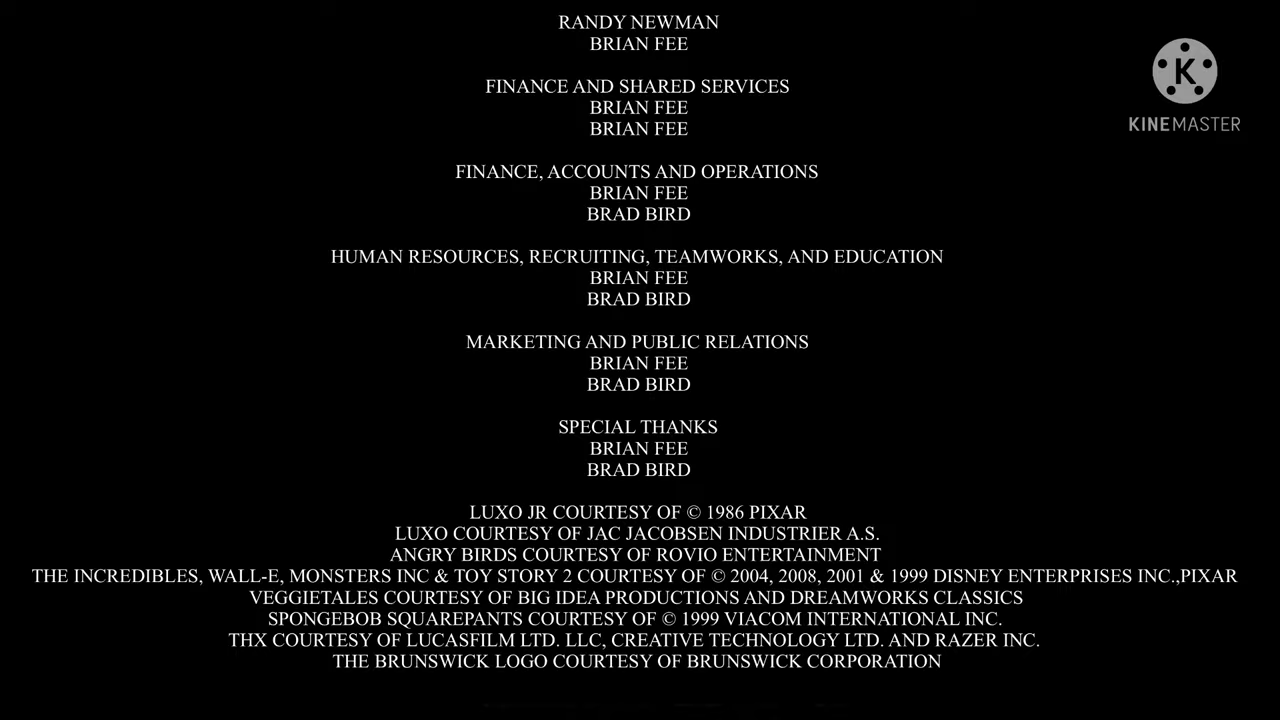 RANDY NEWMAN
BRIAN FEE
FINANCE AND SHARED SERVICES
BRIAN FEE
BRIAN FEE
FINANCE, ACCOUNTS AND OPERATIONS
BRIAN FEE
BRAD BIRD
HUMAN RESOURCES, RECRUITING, TEAMWORKS, AND EDUCATION
BRIAN FEE
BRAD BIRD
MARKETING AND PUBLIC RELATIONS
BRIAN FEE
BRAD BIRD
SPECIAL THANKS
BRIAN FEE
BRAD BIRD
LUXO JR COURTESY OF © 1986 PIXAR
LUXO COURTESY OF JAC JACOBSEN INDUSTRIER A.S.
ANGRY BIRDS COURTESY OF ROVIO ENTERTAINMENT
THE INCREDIBLES, WALL-E, MONSTERS INC & TOY STORY 2 COURTESY OF © 2004, 2008, 2001 & 1999 DISNEY ENTERPRISES INC.,PIXAR
VEGGIETALES COURTESY OF BIG IDEA PRODUCTIONS AND DREAMWORKS CLASSICS
SPONGEBOB SQUAREPANTS COURTESY OF © 1999 VIACOM INTERNATIONAL INC.
THX COURTESY OF LUCASFILM LTD. LLC, CREATIVE TECHNOLOGY LTD. AND RAZER INC.
THE BRUNSWICK LOGO COURTESY OF BRUNSWICK CORPORATION
K
KINEMASTER